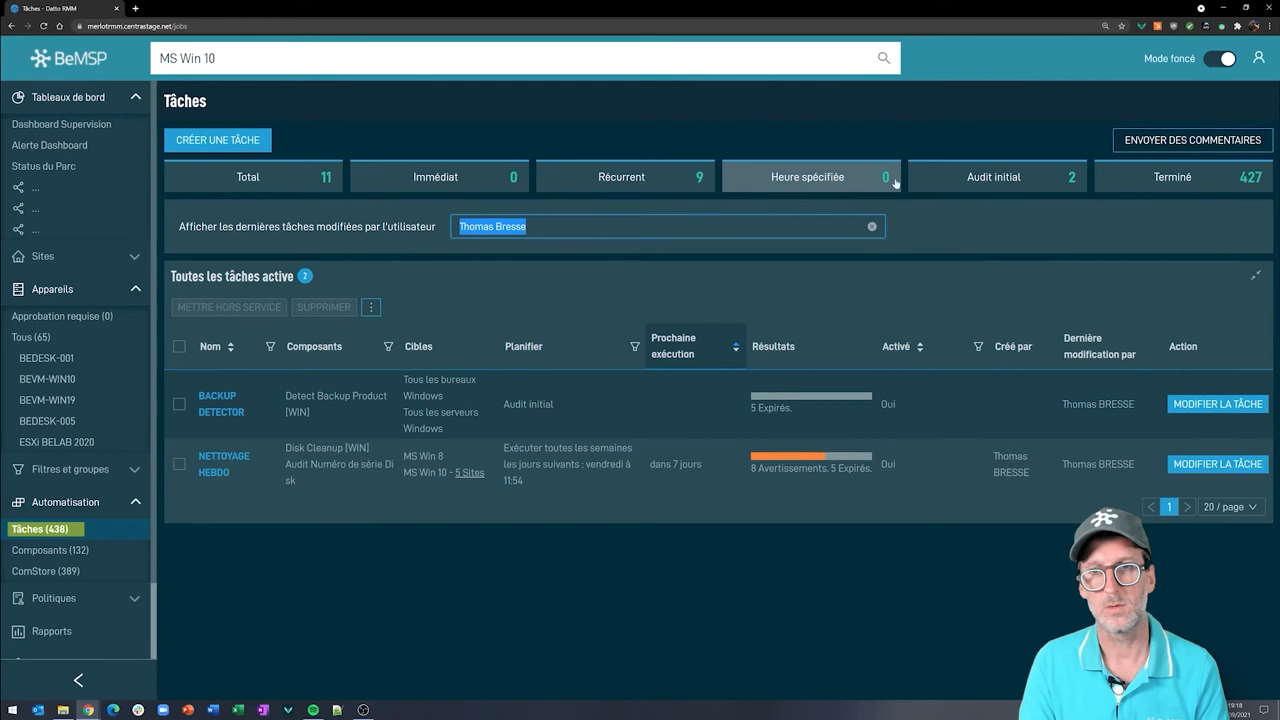 Tâches - Datto RMM
merlotrmm.centrastage.net/jobs
BeMSP
MS Win 10
Mode foncé
Tableaux de bord
Dashboard Supervision
Alerte Dashboard
Status du Parc
...
...
...
Sites
Appareils
Approbation requise (0)
Tous (65)
BEDESK-001
BEVM-WIN10
BEVM-WIN19
BEDESK-005
ESXi BELAB 2020
Filtres et groupes
Automatisation
Tâches (438)
Composants (132)
ComStore (389)
Politiques
Rapports
Tâches
CRÉER UNE TÂCHE
ENVOYER DES COMMENTAIRES
Total 11
Immédiat 0
Récurrent 9
Heure spécifiée 0
Audit initial 2
Terminé 427
Afficher les dernières tâches modifiées par l'utilisateur
Thomas Bresse
Toutes les tâches active 2
METTRE HORS SERVICE
SUPPRIMER
Nom
Composants
Cibles
Planifier
Prochaine
exécution
Résultats
Activé
Créé par
Dernière
modification par
Action
BACKUP
DETECTOR
Detect Backup Product
[WIN]
Tous les bureaux
Windows
Tous les serveurs
Windows
Audit initial
5 Expirés.
Oui
Thomas BRESSE
MODIFIER LA TÂCHE
NETTOYAGE
HEBDO
Disk Cleanup [WIN]
Audit Numéro de série Di
sk
MS Win 8
MS Win 10 - 5 Sites
Exécuter toutes les semaines
les jours suivants : vendredi à
11:54
dans 7 jours
8 Avertissements. 5 Expirés.
Oui
Thomas
BRESSE
Thomas BRESSE
MODIFIER LA TÂCHE
1
20 / page
19:18